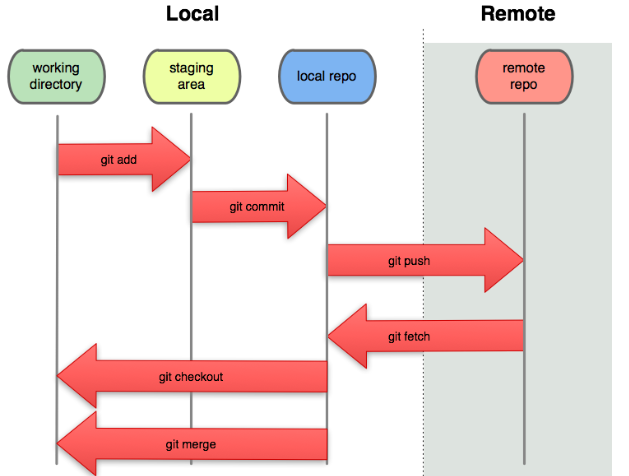 Local
Remote
working
directory
staging
area
local repo
remote
repo
git add
git commit
git push
git fetch
git checkout
git merge